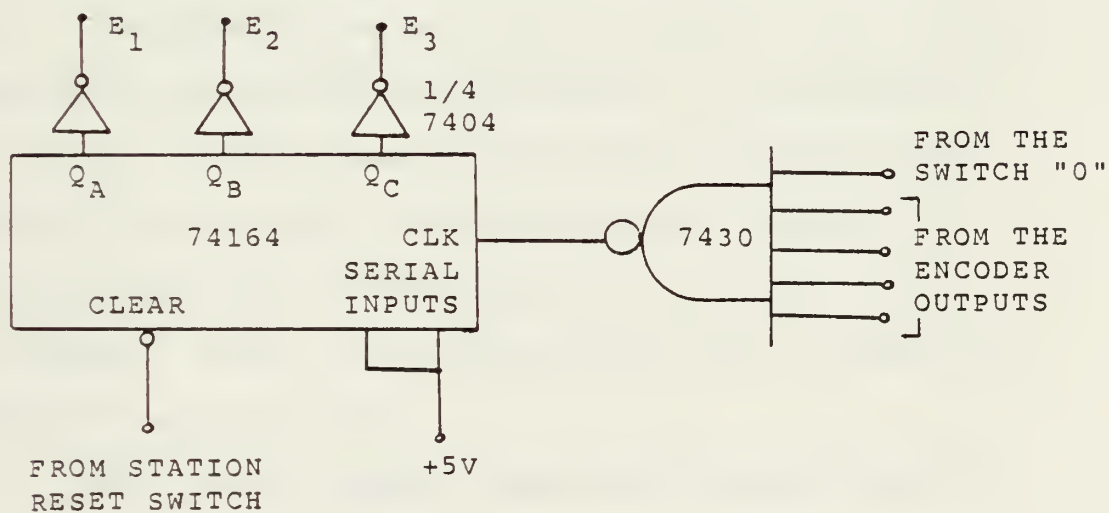 E1 E2 E3
1/4
7404
QA QB QC
74164 CLK
SERIAL
INPUTS
CLEAR
7430
FROM THE
SWITCH "0"
FROM THE
ENCODER
OUTPUTS
FROM STATION
RESET SWITCH
+5V